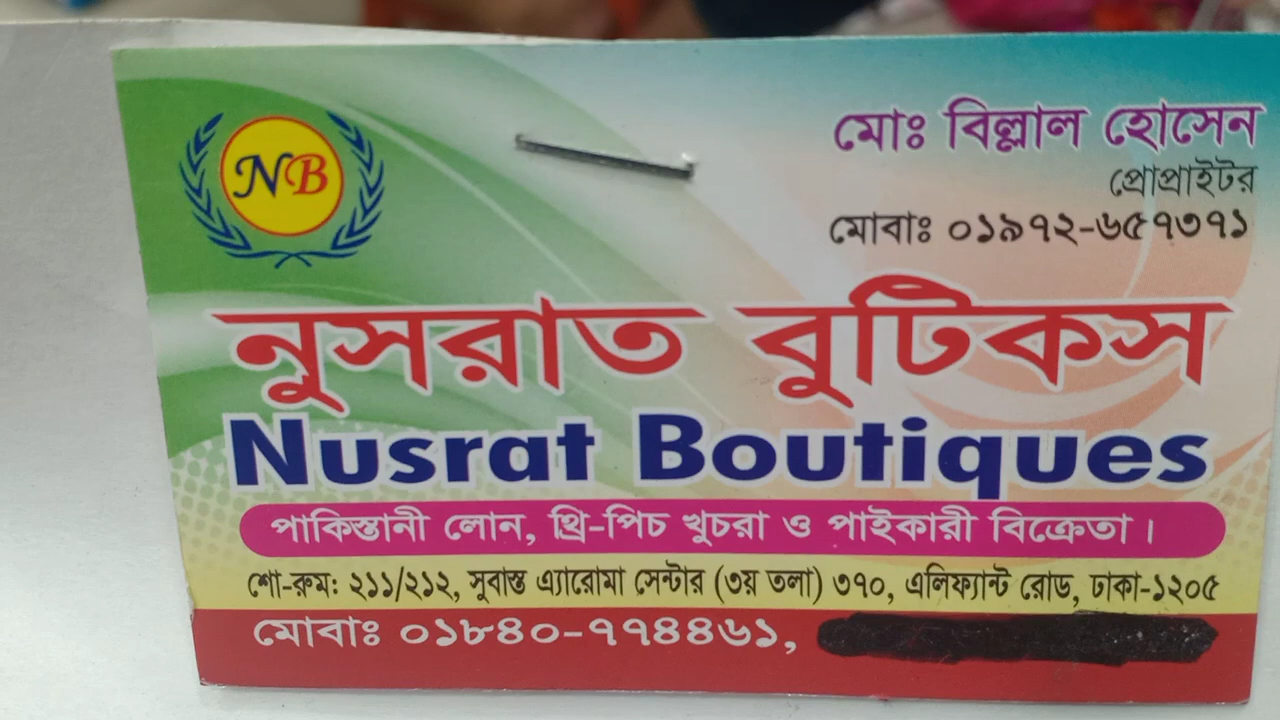 NB
মোঃ বিল্লাল হোসেন
প্রোপ্রাইটর
মোবাঃ ০১৯৭২-৬৫৭৩৭১
নুসরাত বুটিকস
Nusrat Boutiques
পাকিস্তানী লোন, থ্রি-পিচ খুচরা ও পাইকারী বিক্রেতা।
শো-রুম: ২১১/২১২, সুবাস্ত এ্যারোমা সেন্টার (৩য় তলা) ৩৭০, এলিফ্যান্ট রোড, ঢাকা-১২০৫
মোবাঃ ০১৮৪০-৭৭৪৪৬১,